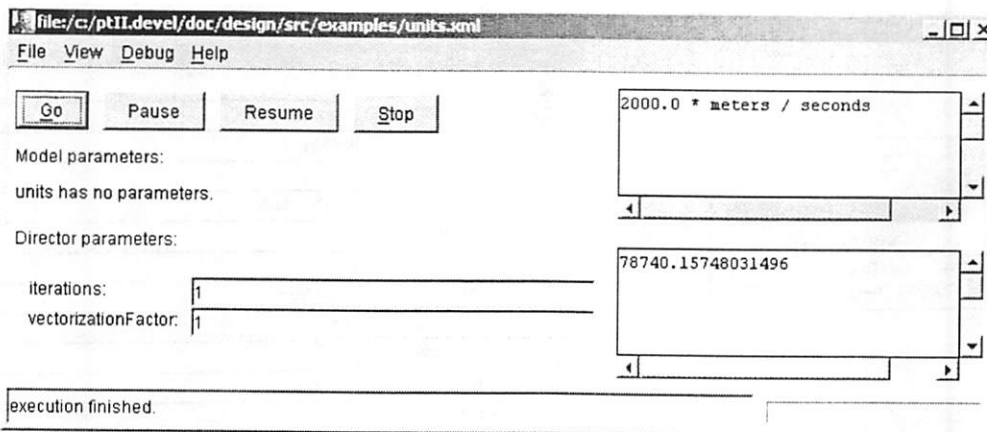 file:/c:/ptII.devel/doc/design/src/examples/units.xml
File View Debug Help
Go Pause Resume Stop
Model parameters:
units has no parameters.
Director parameters:
iterations: 1
vectorizationFactor: 1
2000.0 * meters / seconds
78740.15748031496
execution finished.